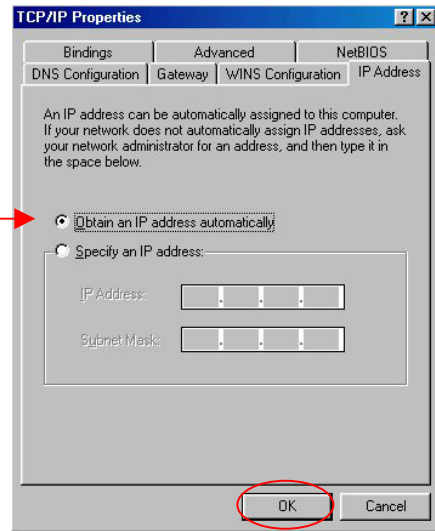 TCP/IP Properties
Bindings Advanced NetBIOS
DNS Configuration Gateway WINS Configuration IP Address
An IP address can be automatically assigned to this computer.
If your network does not automatically assign IP addresses, ask
your network administrator for an address, and then type it in
the space below.
Obtain an IP address automatically
Specify an IP address:
IP Address:
Subnet Mask:
OK Cancel